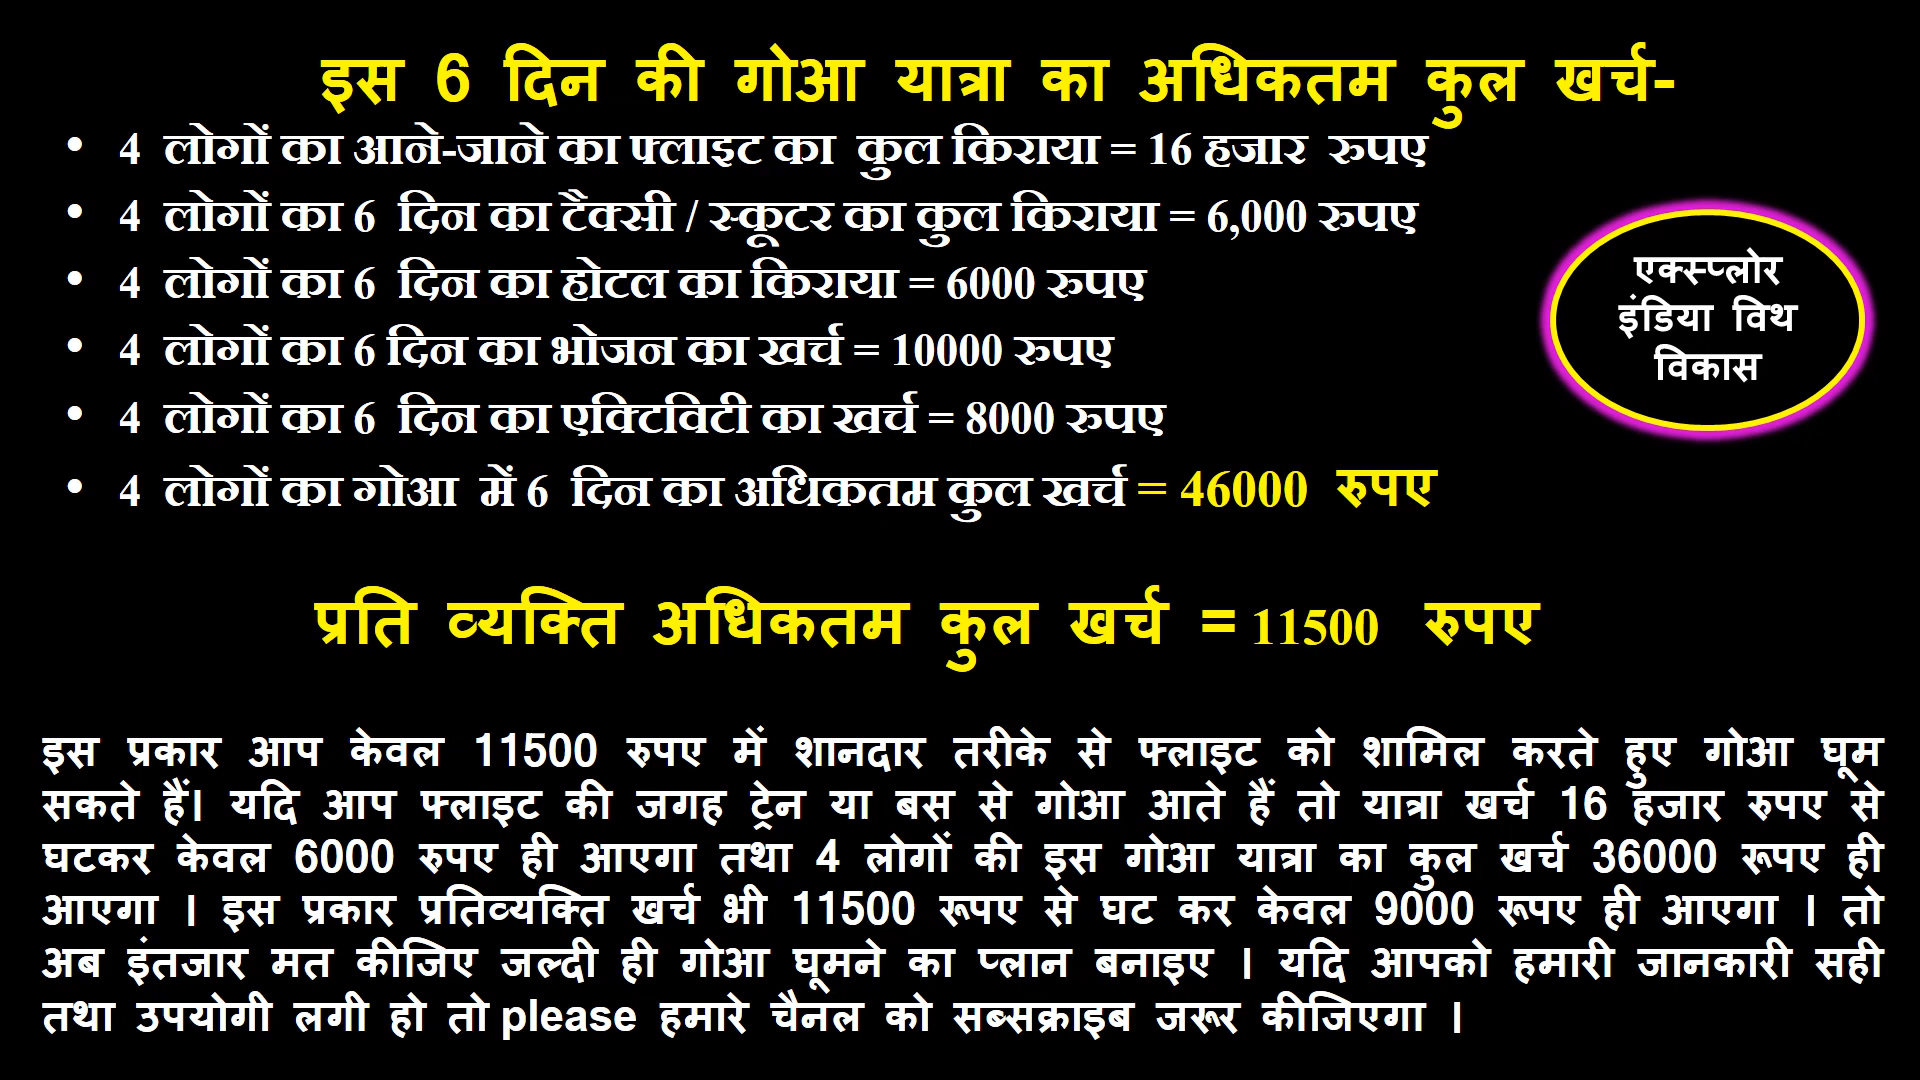 इस 6 दिन की गोआ यात्रा का अधिकतम कुल खर्च-
• 4 लोगों का आने-जाने का फ्लाइट का कुल किराया = 16 हजार रुपए
• 4 लोगों का 6 दिन का टैक्सी / स्कूटर का कुल किराया = 6,000 रुपए
• 4 लोगों का 6 दिन का होटल का किराया = 6000 रुपए
• 4 लोगों का 6 दिन का भोजन का खर्च = 10000 रुपए
• 4 लोगों का 6 दिन का एक्टिविटी का खर्च = 8000 रुपए
• 4 लोगों का गोआ में 6 दिन का अधिकतम कुल खर्च = 46000 रुपए
एक्स्प्लोर
इंडिया विथ
विकास
प्रति व्यक्ति अधिकतम कुल खर्च = 11500 रुपए
इस प्रकार आप केवल 11500 रुपए में शानदार तरीके से फ्लाइट को शामिल करते हुए गोआ घूम
सकते हैं। यदि आप फ्लाइट की जगह ट्रेन या बस से गोआ आते हैं तो यात्रा खर्च 16 हजार रुपए से
घटकर केवल 6000 रुपए ही आएगा तथा 4 लोगों की इस गोआ यात्रा का कुल खर्च 36000 रूपए ही
आएगा । इस प्रकार प्रतिव्यक्ति खर्च भी 11500 रूपए से घट कर केवल 9000 रूपए ही आएगा । तो
अब इंतजार मत कीजिए जल्दी ही गोआ घूमने का प्लान बनाइए । यदि आपको हमारी जानकारी सही
तथा उपयोगी लगी हो तो please हमारे चैनल को सब्सक्राइब जरूर कीजिएगा ।